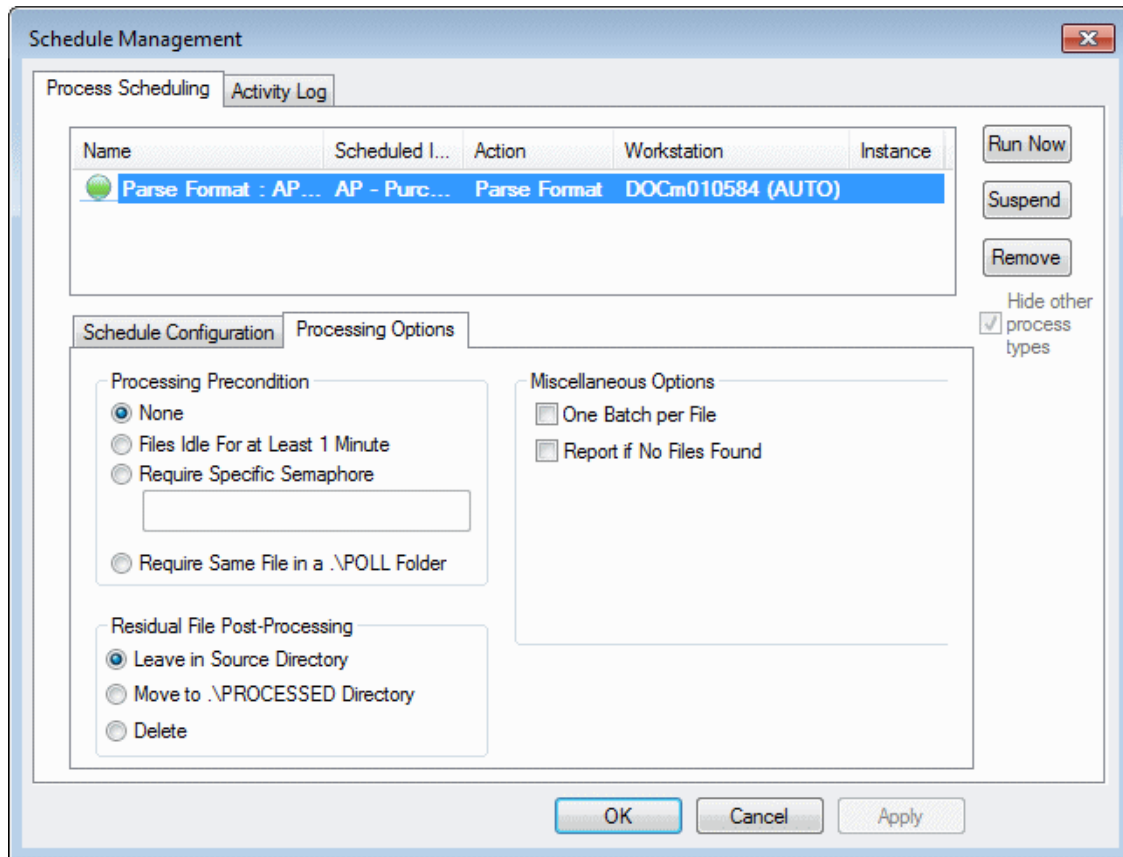 Schedule Management
Process Scheduling Activity Log
Name Scheduled I... Action Workstation Instance
Parse Format : AP... AP - Purc... Parse Format DOCm010584 (AUTO)
Run Now
Suspend
Remove
Hide other
process
types
Schedule Configuration Processing Options
Processing Precondition
None
Files Idle For at Least 1 Minute
Require Specific Semaphore
Require Same File in a .\POLL Folder
Miscellaneous Options
One Batch per File
Report if No Files Found
Residual File Post-Processing
Leave in Source Directory
Move to .\PROCESSED Directory
Delete
OK Cancel Apply